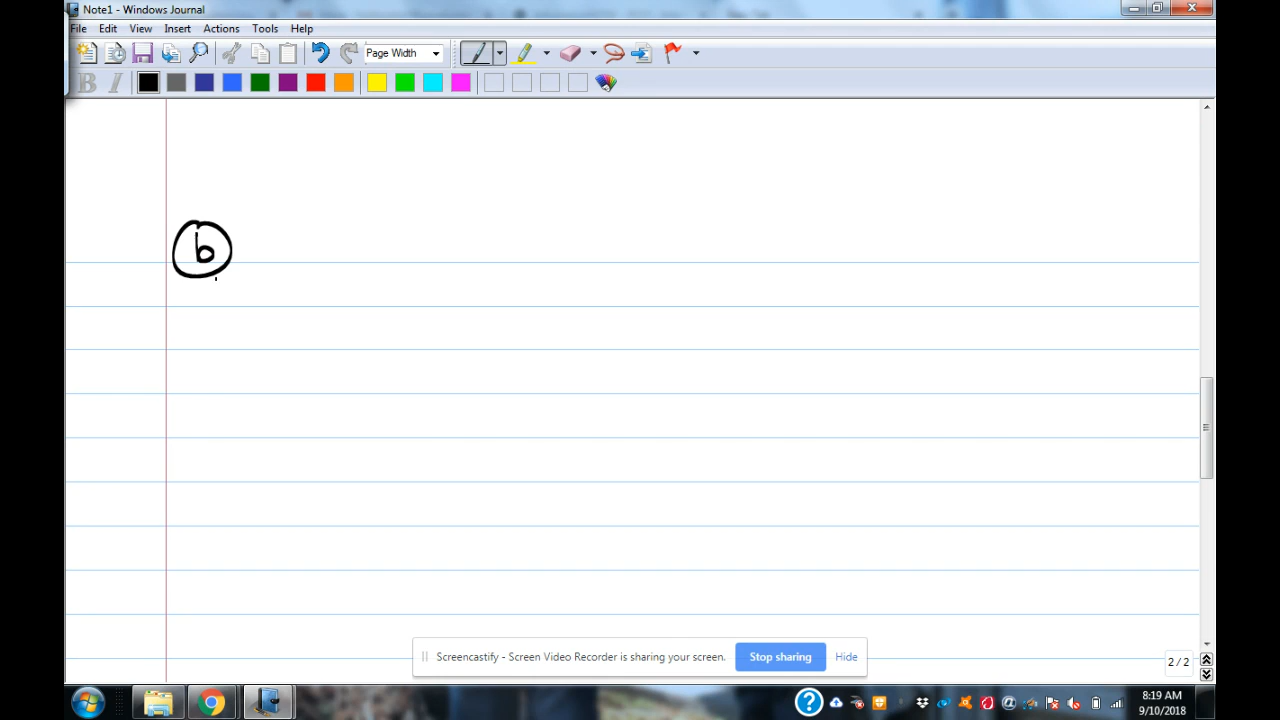 Note1 - Windows Journal
File Edit View Insert Actions Tools Help
Page Width
B I
b
Screencastify - Screen Video Recorder is sharing your screen. Stop sharing Hide
2 / 2
8:19 AM
9/10/2018